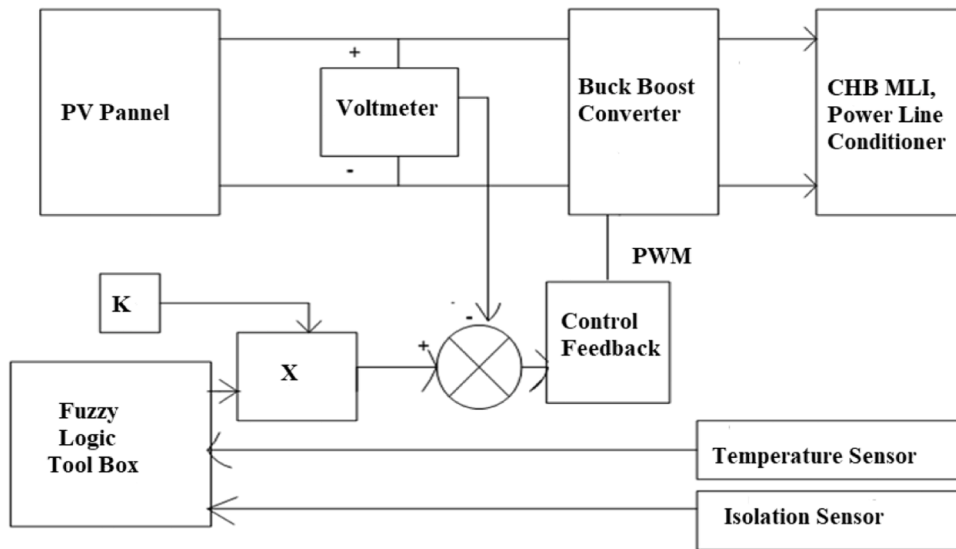 PV Pannel
+
Voltmeter
-
Buck Boost
Converter
CHB MLI,
Power Line
Conditioner
PWM
K
X
+
-
Control
Feedback
Fuzzy
Logic
Tool Box
Temperature Sensor
Isolation Sensor